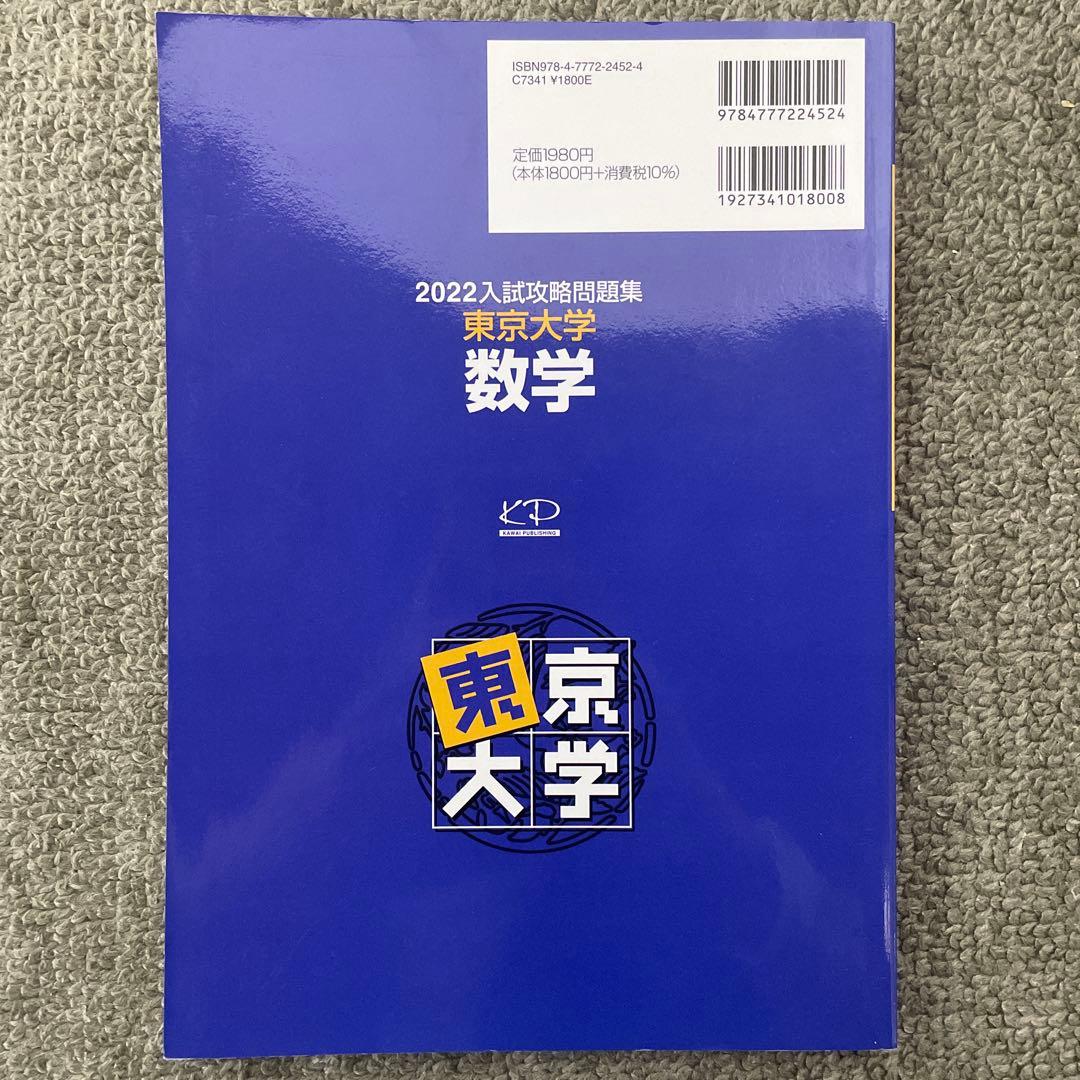 ISBN978-4-7772-2452-4
C7341 ¥1800E
9784777224524
定価1980円
(本体1800円+消費税10%)
1927341018008
2022入試攻略問題集
東京大学
数学
KP
KAWAI PUBLISHING
東京
大学